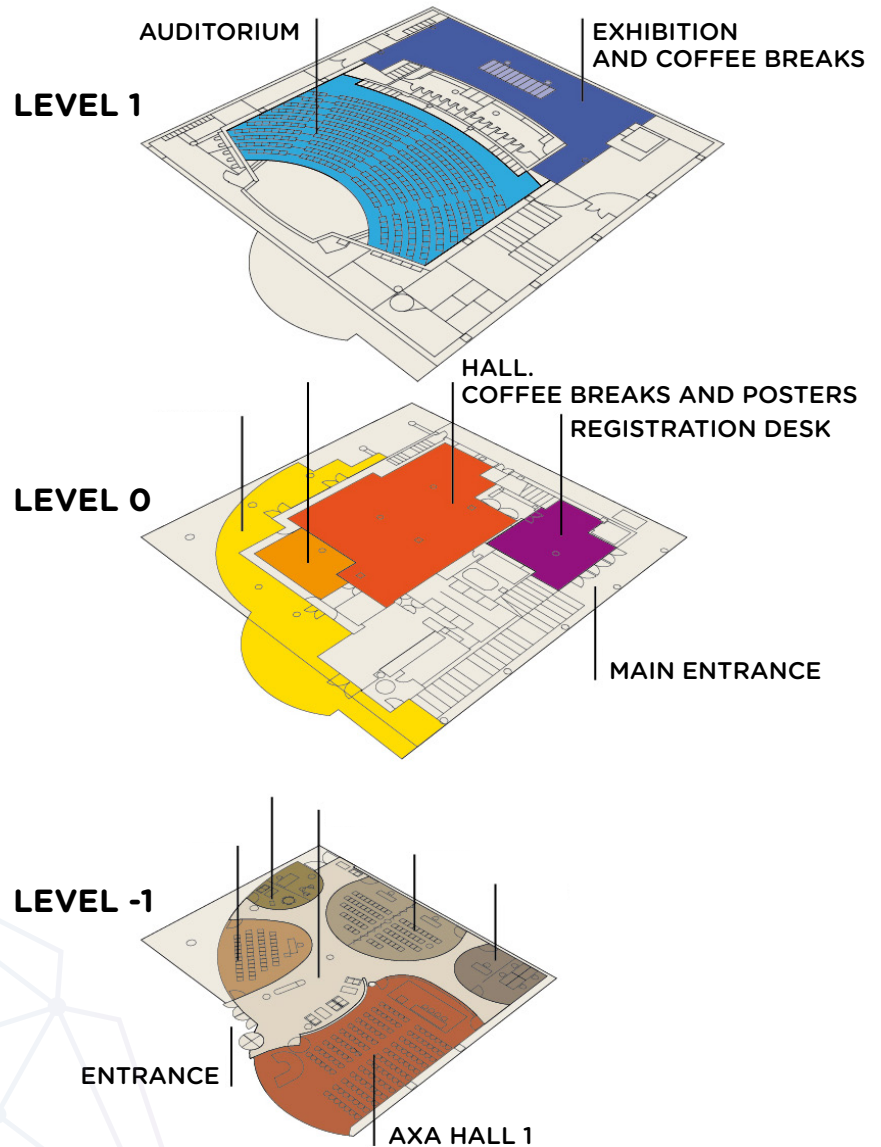 AUDITORIUM
EXHIBITION
AND COFFEE BREAKS
LEVEL 1
HALL.
COFFEE BREAKS AND POSTERS
REGISTRATION DESK
LEVEL 0
MAIN ENTRANCE
LEVEL -1
ENTRANCE
AXA HALL 1